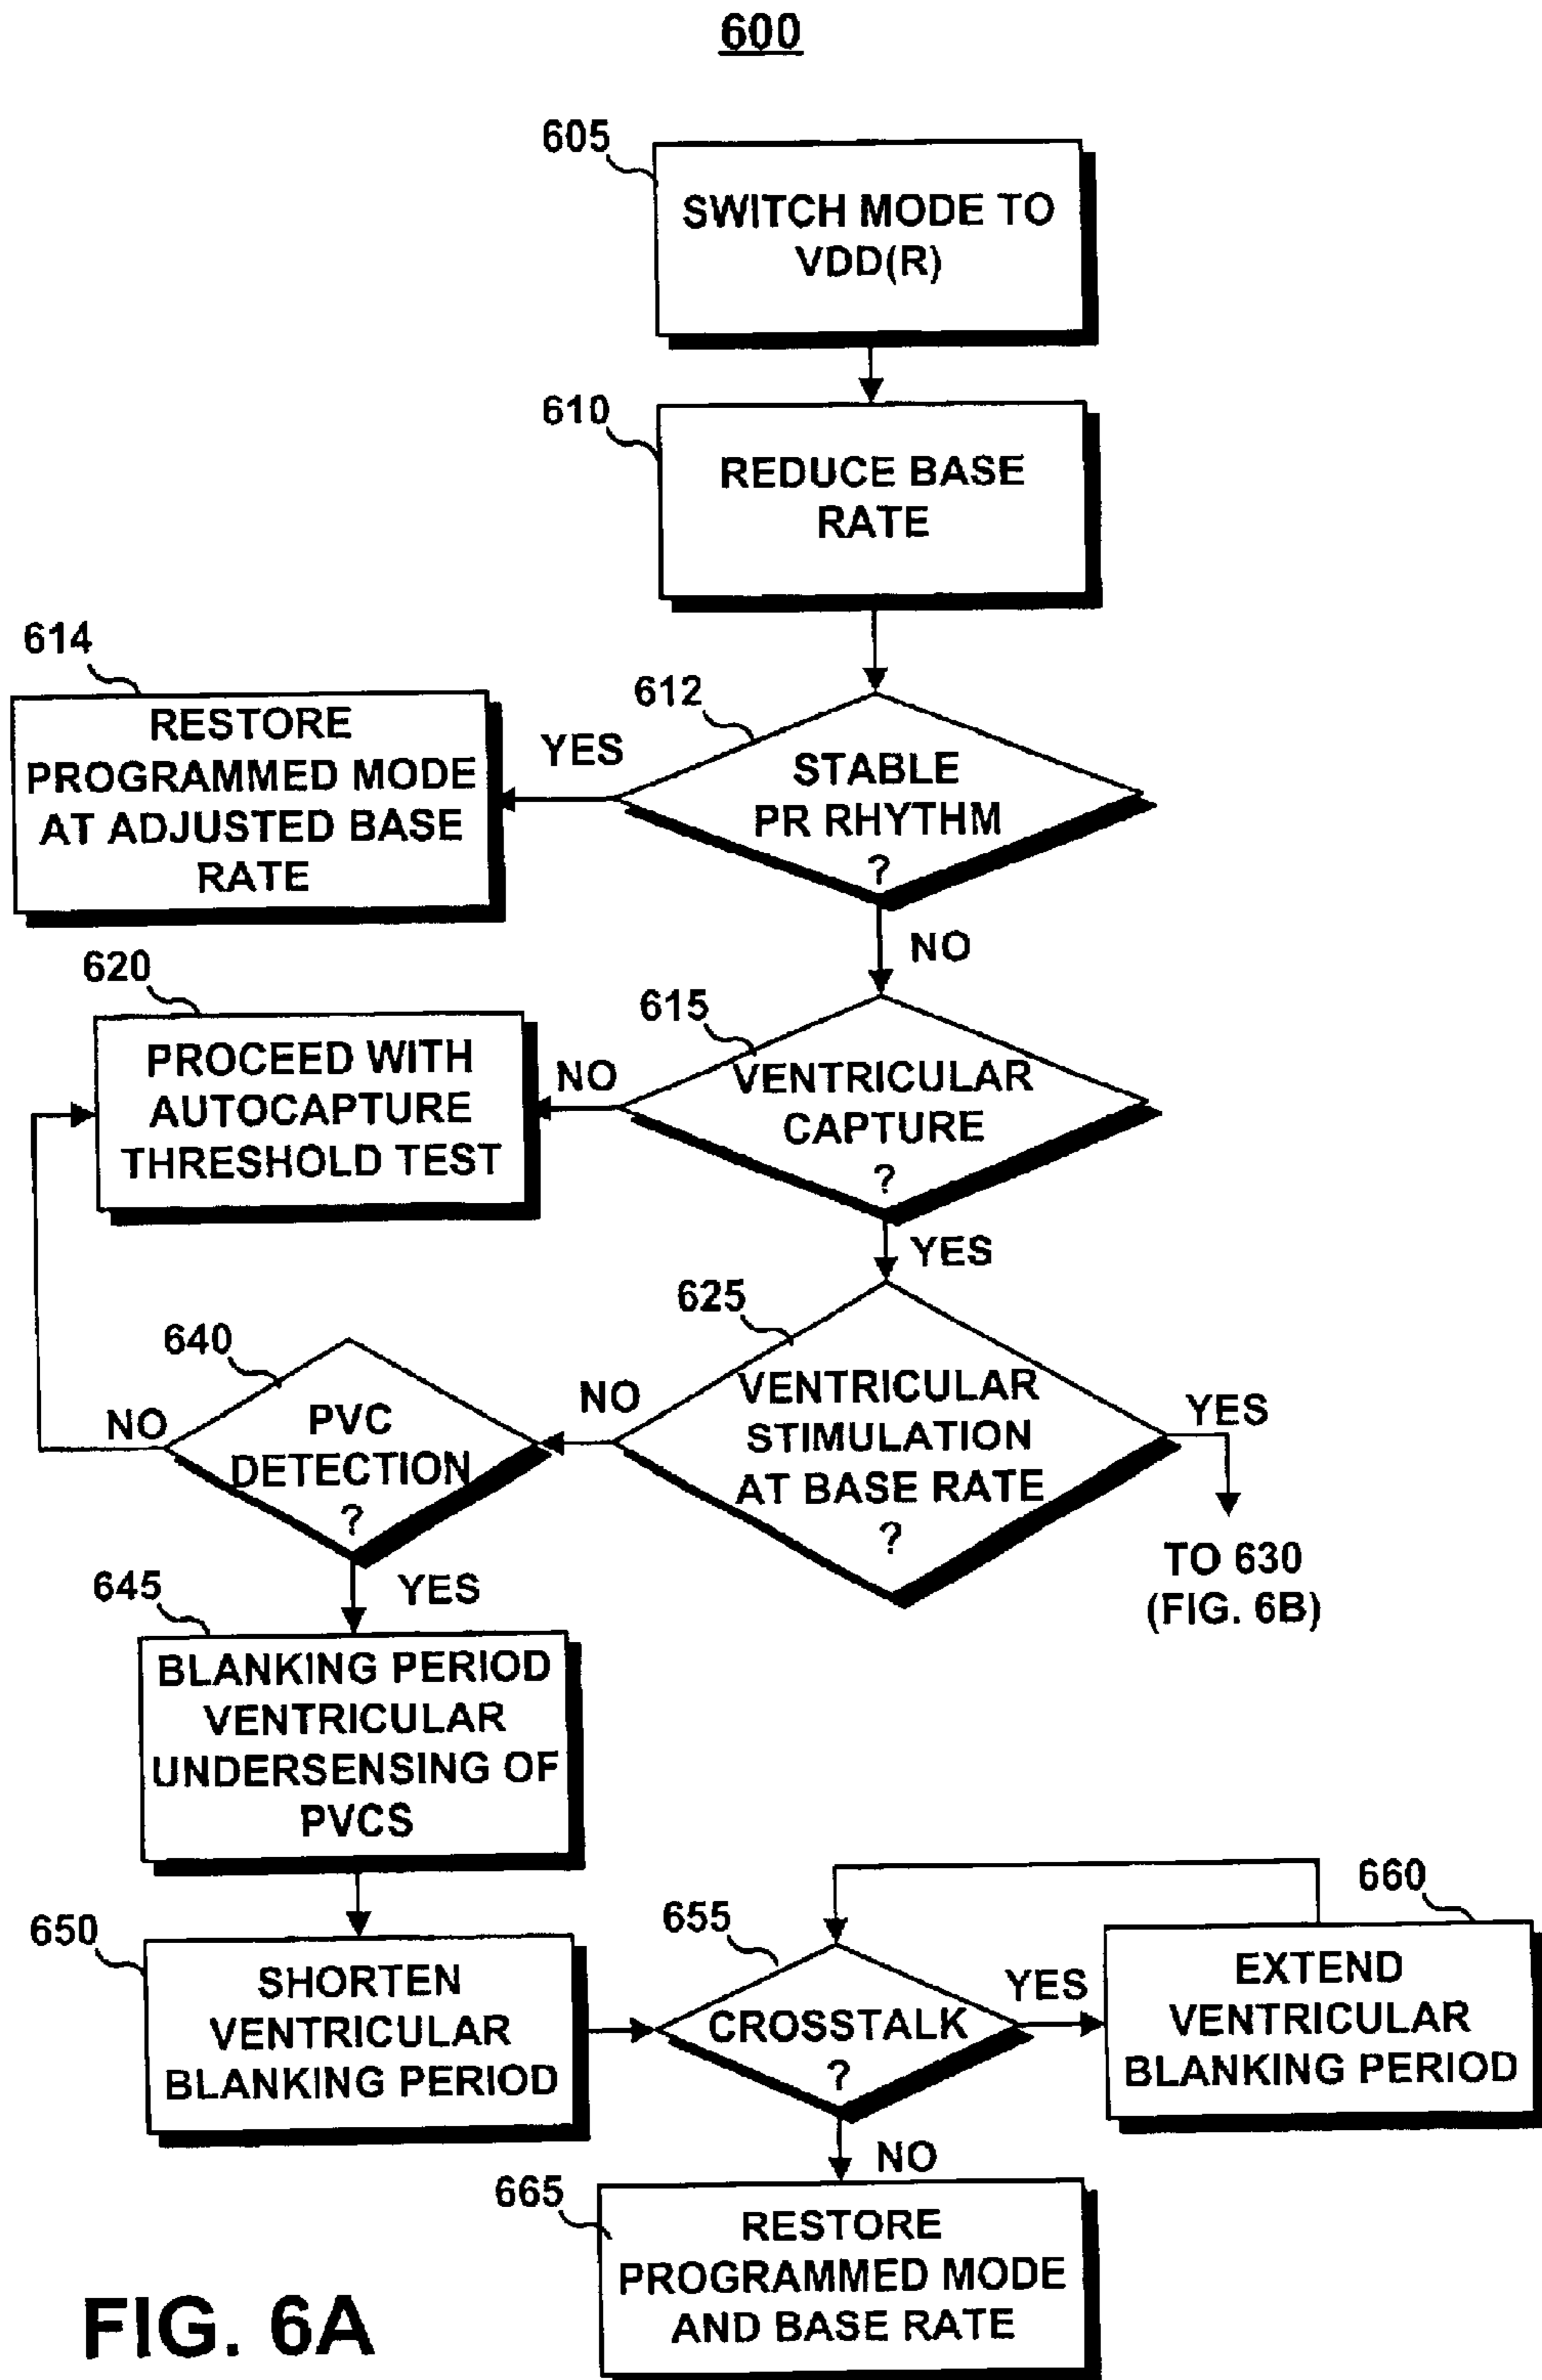 600
605
SWITCH MODE TO
VDD(R)
610
REDUCE BASE
RATE
614
RESTORE
PROGRAMMED MODE
AT ADJUSTED BASE
RATE
YES
612
STABLE
PR RHYTHM
?
NO
620
PROCEED WITH
AUTOCAPTURE
THRESHOLD TEST
NO
615
VENTRICULAR
CAPTURE
?
YES
625
VENTRICULAR
STIMULATION
AT BASE RATE
?
YES
TO 630
(FIG. 6B)
NO
640
PVC
DETECTION
?
NO
YES
645
BLANKING PERIOD
VENTRICULAR
UNDERSENSING OF
PVCS
650
SHORTEN
VENTRICULAR
BLANKING PERIOD
655
CROSSTALK
?
YES
660
EXTEND
VENTRICULAR
BLANKING PERIOD
NO
665
RESTORE
PROGRAMMED MODE
AND BASE RATE
FIG. 6A